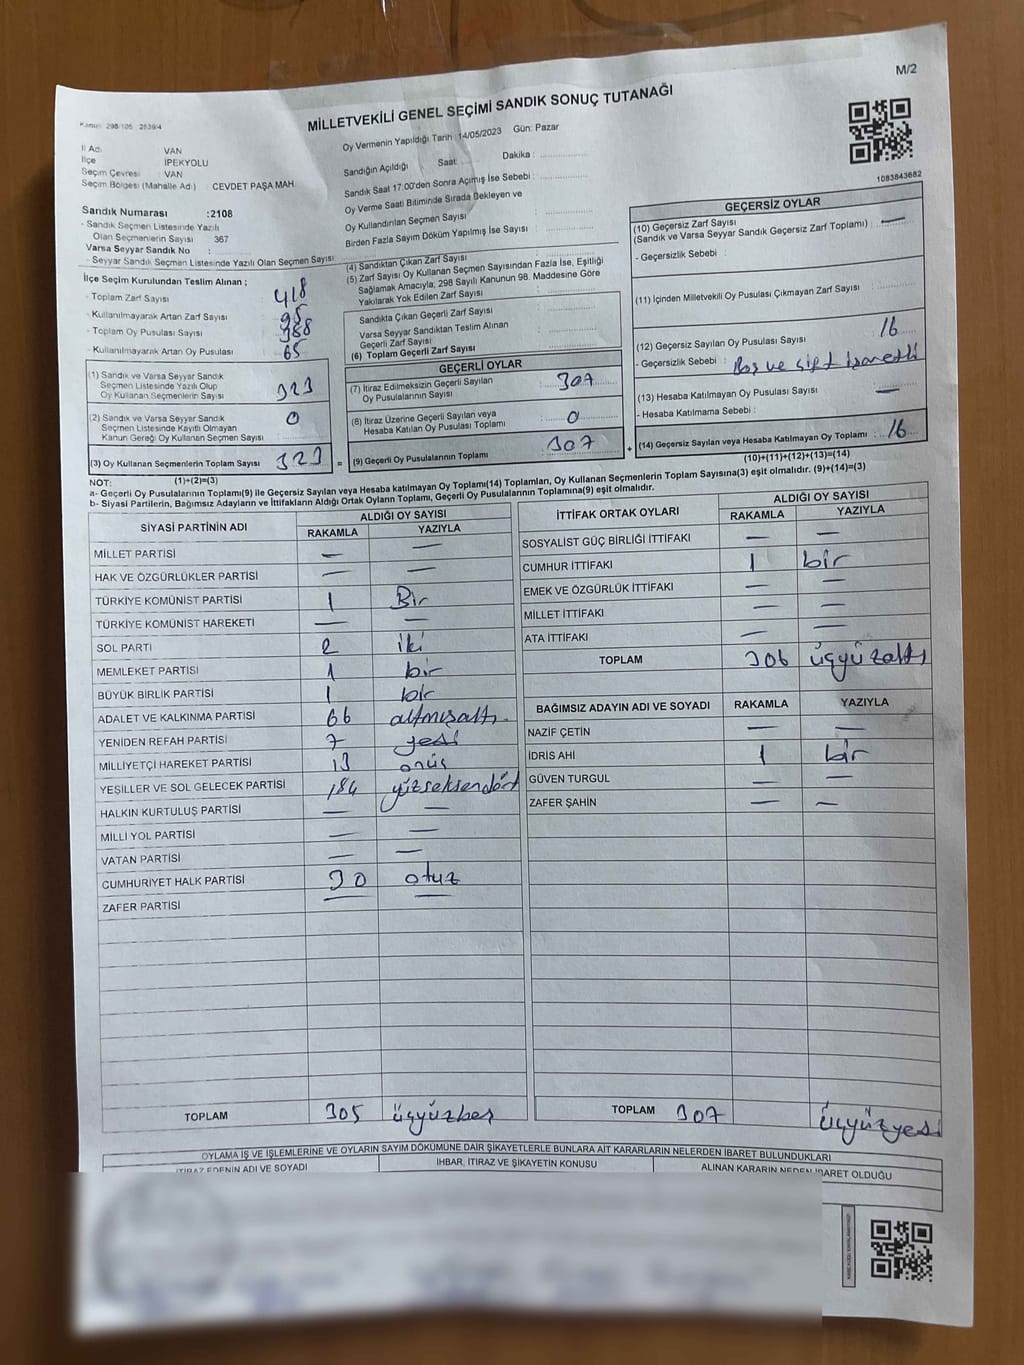 M/2
MİLLETVEKİLİ GENEL SEÇİMİ SANDIK SONUÇ TUTANAĞI
Kanun: 298/105 2839/4
İl Adı VAN
İlçe İPEKYOLU
Seçim Çevresi : VAN
Seçim Bölgesi (Mahalle Adı) CEVDET PAŞA MAH
Sandık Numarası :2108
- Sandık Seçmen Listesinde Yazılı
Olan Seçmenlerin Sayısı 367
Varsa Seyyar Sandık No :
- Seyyar Sandık Seçmen Listesinde Yazılı Olan Seçmen Sayısı
Oy Vermenin Yapıldığı Tarih :14/05/2023 Gün: Pazar
Sandığın Açıldığı Saat: Dakika :
Sandık Saat 17:00'den Sonra Açılmış İse Sebebi :
Oy Verme Saati Bitiminde Sırada Bekleyen ve
Oy Kullandırılan Seçmen Sayısı :
Birden Fazla Sayım Döküm Yapılmış İse Sayısı :
1083843682
İlçe Seçim Kurulundan Teslim Alınan ;
- Toplam Zarf Sayısı : 418
- Kullanılmayarak Artan Zarf Sayısı : 95
- Toplam Oy Pusulası Sayısı : 388
- Kullanılmayarak Artan Oy Pusulası : 65
(1) Sandık ve Varsa Seyyar Sandık
Seçmen Listesinde Yazılı Olup
Oy Kullanan Seçmenlerin Sayısı : 323
(2) Sandık ve Varsa Seyyar Sandık
Seçmen Listesinde Kayıtlı Olmayan
Kanun Gereği Oy Kullanan Seçmen Sayısı : 0
(3) Oy Kullanan Seçmenlerin Toplam Sayısı : 323 =
(1)+(2)=(3)
(4) Sandıktan Çıkan Zarf Sayısı :
(5) Zarf Sayısı Oy Kullanan Seçmen Sayısından Fazla İse, Eşitliği
Sağlamak Amacıyla, 298 Sayılı Kanunun 98. Maddesine Göre
Yakılarak Yok Edilen Zarf Sayısı :
Sandıkta Çıkan Geçerli Zarf Sayısı :
Varsa Seyyar Sandıktan Teslim Alınan
Geçerli Zarf Sayısı :
(6) Toplam Geçerli Zarf Sayısı :
GEÇERLİ OYLAR
(7) İtiraz Edilmeksizin Geçerli Sayılan
Oy Pusulalarının Sayısı : 307
(8) İtiraz Üzerine Geçerli Sayılan veya
Hesaba Katılan Oy Pusulası Toplamı : 0
(9) Geçerli Oy Pusulalarının Toplamı : 307 +
GEÇERSİZ OYLAR
(10) Geçersiz Zarf Sayısı : —
(Sandık ve Varsa Seyyar Sandık Geçersiz Zarf Toplamı)
- Geçersizlik Sebebi :
(11) İçinden Milletvekili Oy Pusulası Çıkmayan Zarf Sayısı :
(12) Geçersiz Sayılan Oy Pusulası Sayısı : 16
- Geçersizlik Sebebi : Boş ve çift işaretli
(13) Hesaba Katılmayan Oy Pusulası Sayısı : —
- Hesaba Katılmama Sebebi :
(14) Geçersiz Sayılan veya Hesaba Katılmayan Oy Toplamı : 16
(10)+(11)+(12)+(13)=(14)
NOT:
a- Geçerli Oy Pusulalarının Toplamı(9) ile Geçersiz Sayılan veya Hesaba katılmayan Oy Toplamı(14) Toplamları, Oy Kullanan Seçmenlerin Toplam Sayısına(3) eşit olmalıdır. (9)+(14)=(3)
b- Siyasi Partilerin, Bağımsız Adayların ve İttifakların Aldığı Ortak Oyların Toplamı, Geçerli Oy Pusulalarının Toplamına(9) eşit olmalıdır.
SİYASİ PARTİNİN ADI ALDIĞI OY SAYISI
RAKAMLA YAZIYLA
MİLLET PARTİSİ — —
HAK VE ÖZGÜRLÜKLER PARTİSİ — —
TÜRKİYE KOMÜNİST PARTİSİ 1 Bir
TÜRKİYE KOMÜNİST HAREKETİ — —
SOL PARTİ 2 iki
MEMLEKET PARTİSİ 1 bir
BÜYÜK BİRLİK PARTİSİ 1 bir
ADALET VE KALKINMA PARTİSİ 66 altmışaltı
YENİDEN REFAH PARTİSİ 7 yedi
MİLLİYETÇİ HAREKET PARTİSİ 13 onüç
YEŞİLLER VE SOL GELECEK PARTİSİ 184 yüzseksendört
HALKIN KURTULUŞ PARTİSİ — —
MİLLİ YOL PARTİSİ — —
VATAN PARTİSİ — —
CUMHURİYET HALK PARTİSİ 30 otuz
ZAFER PARTİSİ — —
TOPLAM 305 üçyüzbeş
İTTİFAK ORTAK OYLARI ALDIĞI OY SAYISI
RAKAMLA YAZIYLA
SOSYALİST GÜÇ BİRLİĞİ İTTİFAKI — —
CUMHUR İTTİFAKI 1 bir
EMEK VE ÖZGÜRLÜK İTTİFAKI — —
MİLLET İTTİFAKI — —
ATA İTTİFAKI — —
TOPLAM 306 üçyüzaltı
BAĞIMSIZ ADAYIN ADI VE SOYADI RAKAMLA YAZIYLA
NAZİF ÇETİN — —
İDRİS AHİ 1 bir
GÜVEN TURGUL — —
ZAFER ŞAHİN — —
TOPLAM 307 üçyüzyedi
OYLAMA İŞ VE İŞLEMLERİNE VE OYLARIN SAYIM DÖKÜMÜNE DAİR ŞİKAYETLERLE BUNLARA AİT KARARLARIN NELERDEN İBARET BULUNDUKLARI
İTİRAZ EDENİN ADI VE SOYADI İHBAR, İTİRAZ VE ŞİKAYETİN KONUSU ALINAN KARARIN NEDEN İBARET OLDUĞU